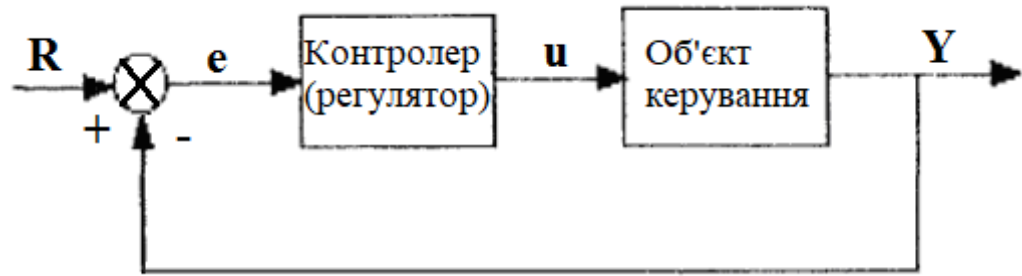 R
e
Контролер
(регулятор)
u
Об'єкт
керування
Y
+
-